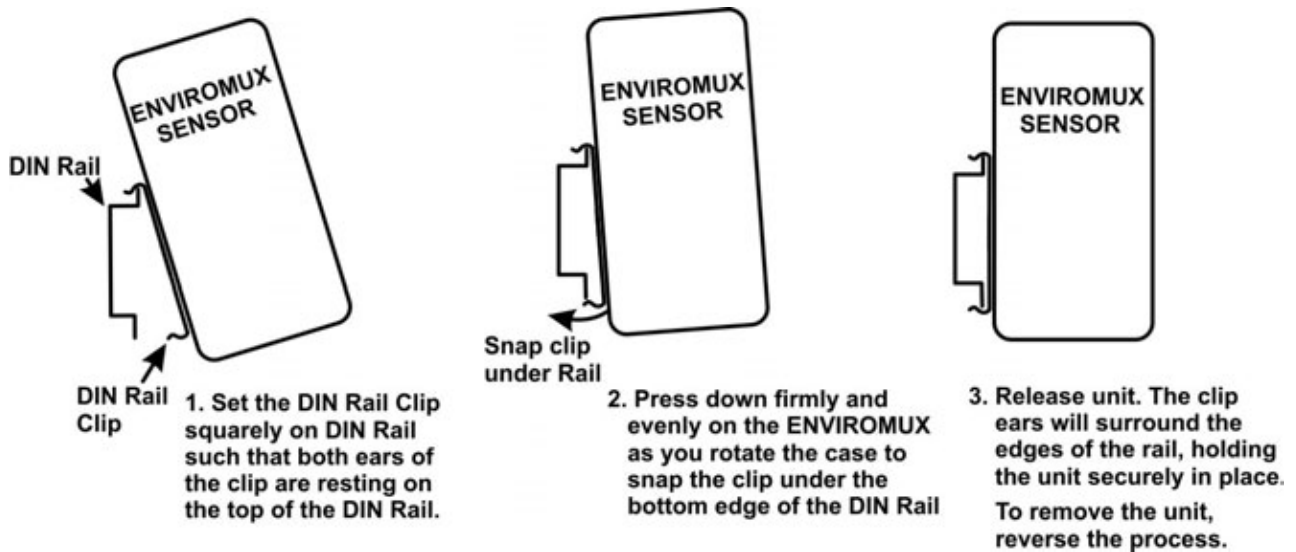 ENVIROMUX
SENSOR
DIN Rail
DIN Rail
Clip
1. Set the DIN Rail Clip
squarely on DIN Rail
such that both ears of
the clip are resting on
the top of the DIN Rail.
ENVIROMUX
SENSOR
Snap clip
under Rail
2. Press down firmly and
evenly on the ENVIROMUX
as you rotate the case to
snap the clip under the
bottom edge of the DIN Rail
ENVIROMUX
SENSOR
3. Release unit. The clip
ears will surround the
edges of the rail, holding
the unit securely in place.
To remove the unit,
reverse the process.